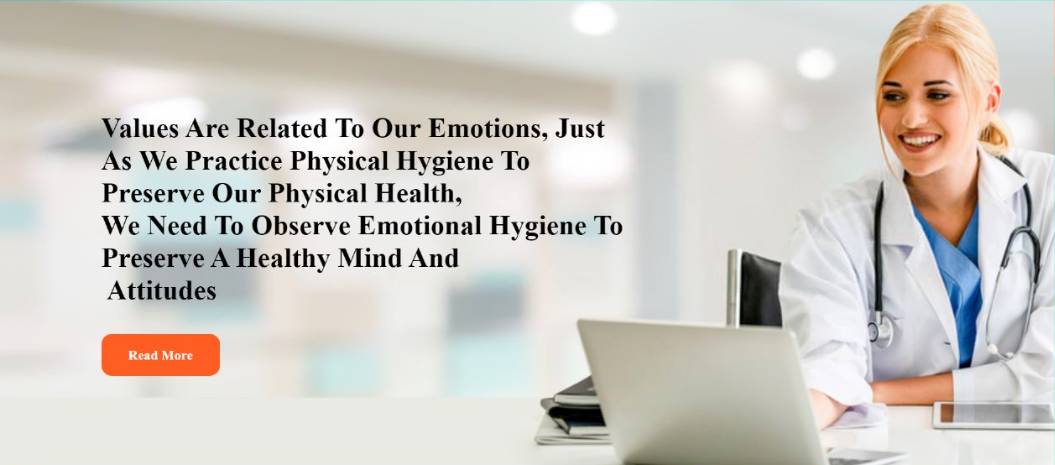 Values Are Related To Our Emotions, Just
As We Practice Physical Hygiene To
Preserve Our Physical Health,
We Need To Observe Emotional Hygiene To
Preserve A Healthy Mind And
Attitudes
Read More